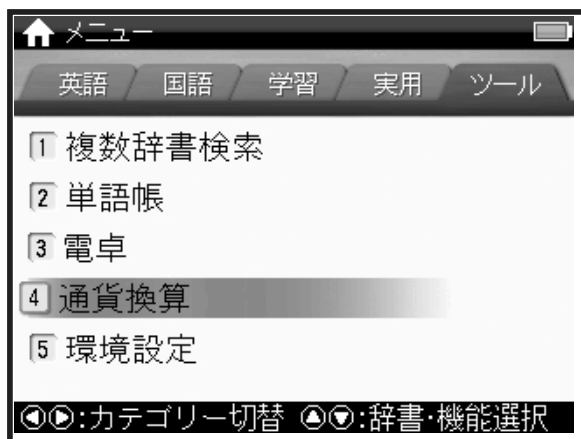 メニュー
英語 国語 学習 実用 ツール
1 複数辞書検索
2 単語帳
3 電卓
4 通貨換算
5 環境設定
◀▶:カテゴリー切替 ▲▼:辞書・機能選択